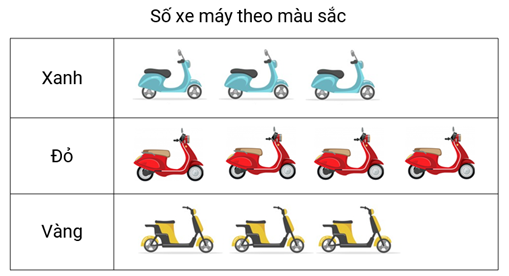 Số xe máy theo màu sắc
Xanh
Đỏ
Vàng